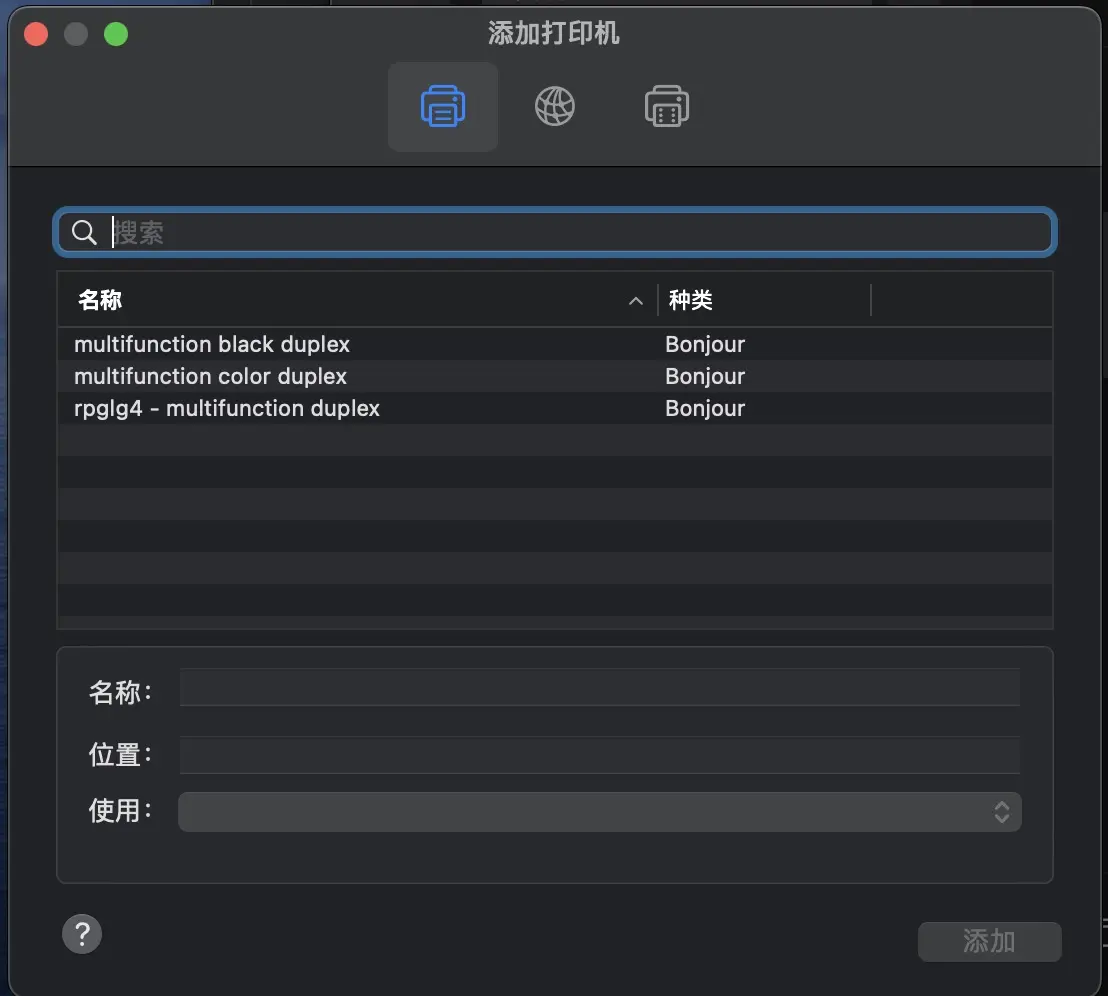 添加打印机
搜索
名称 种类
multifunction black duplex Bonjour
multifunction color duplex Bonjour
rpglg4 - multifunction duplex Bonjour
名称：
位置：
使用：
?
添加